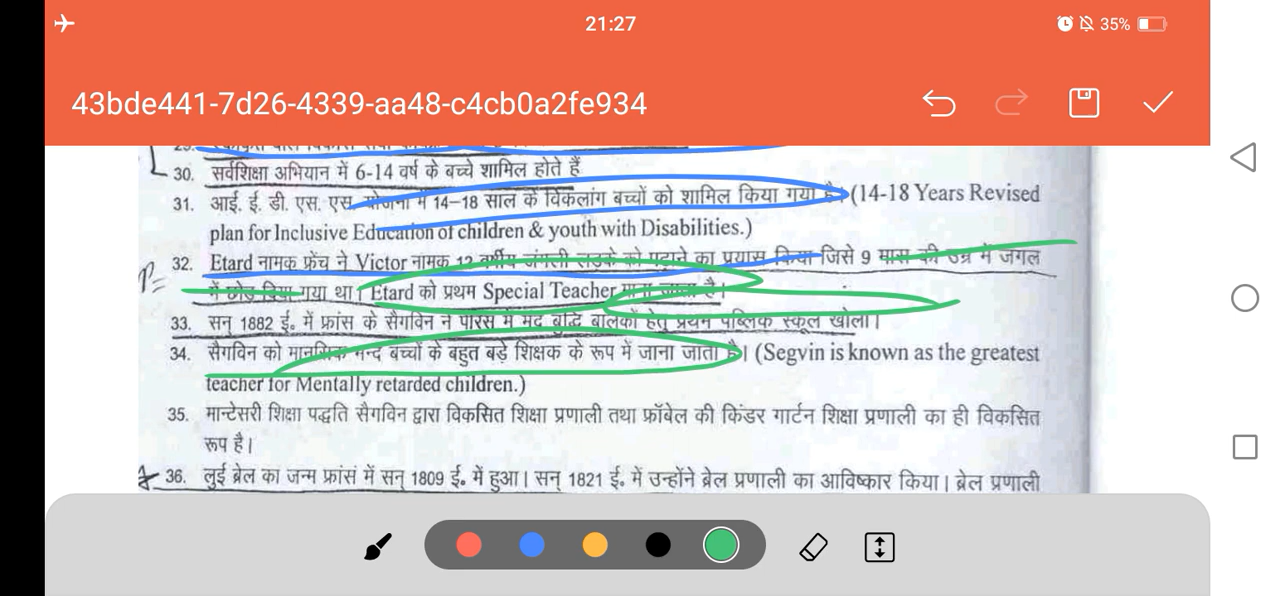 21:27
35%
43bde441-7d26-4339-aa48-c4cb0a2fe934
30. सर्वशिक्षा अभियान में 6-14 वर्ष के बच्चे शामिल होते हैं
31. आई. ई. डी. एस. एस. योजना में 14-18 साल के विकलांग बच्चों को शामिल किया गया है। (14-18 Years Revised
plan for Inclusive Education of children & youth with Disabilities.)
32. Etard नामक फ्रेंच ने Victor नामक 12 वर्षीय जंगली लड़के को पढ़ाने का प्रयास किया जिसे 9 मास की उम्र में जंगल
में छोड़ दिया गया था। Etard को प्रथम Special Teacher माना जाता है।
33. सन् 1882 ई. में फ्रांस के सैगविन ने पेरिस में मंद बुद्धि बालकों हेतु प्रथम पब्लिक स्कूल खोला।
34. सैगविन को मानसिक मन्द बच्चों के बहुत बड़े शिक्षक के रूप में जाना जाता है। (Segvin is known as the greatest
teacher for Mentally retarded children.)
35. मान्टेसरी शिक्षा पद्धति सैगविन द्वारा विकसित शिक्षा प्रणाली तथा फ्रॉबेल की किंडर गार्टन शिक्षा प्रणाली का ही विकसित
रूप है।
36. लुई ब्रेल का जन्म फ्रांस में सन् 1809 ई. में हुआ। सन् 1821 ई. में उन्होंने ब्रेल प्रणाली का आविष्कार किया। ब्रेल प्रणाली